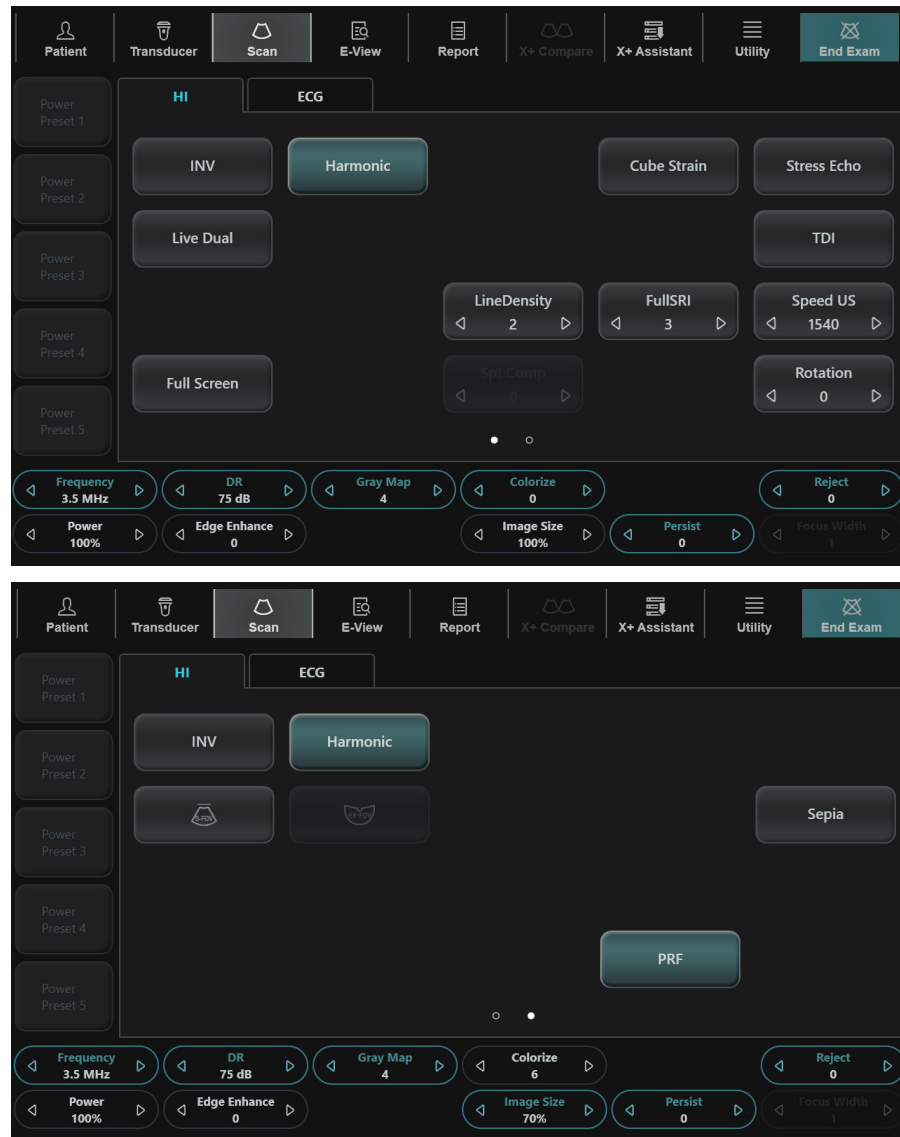 Patient Transducer Scan E-View Report X+ Compare X+ Assistant Utility End Exam
HI ECG
Power
Preset 1
INV Harmonic Cube Strain Stress Echo
Power
Preset 2
Live Dual TDI
Power
Preset 3
LineDensity FullSRI Speed US
2 3 1540
Power
Preset 4
Full Screen Spt.Comp Rotation
0 0
Power
Preset 5
Frequency DR Gray Map Colorize Reject
3.5 MHz 75 dB 4 0 0
Power Edge Enhance Image Size Persist Focus Width
100% 0 100% 0 1
Patient Transducer Scan E-View Report X+ Compare X+ Assistant Utility End Exam
HI ECG
Power
Preset 1
INV Harmonic
Power
Preset 2
S-FOV EX-FOV Sepia
Power
Preset 3
Power
Preset 4
PRF
Power
Preset 5
Frequency DR Gray Map Colorize Reject
3.5 MHz 75 dB 4 6 0
Power Edge Enhance Image Size Persist Focus Width
100% 0 70% 0 1